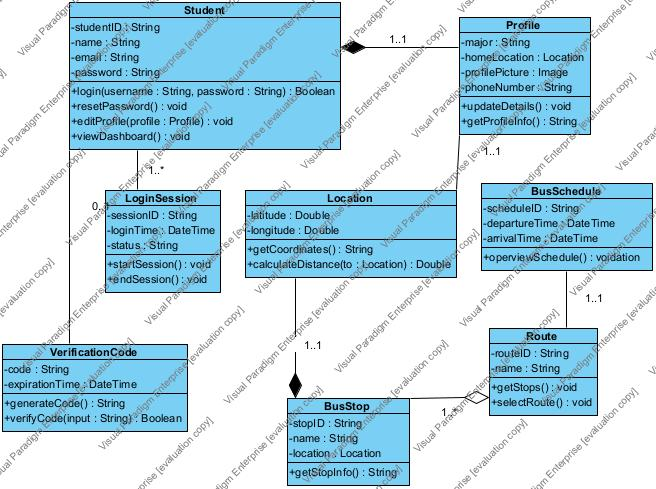 Student
-studentID : String
-name : String
-email : String
-password : String
+login(username : String, password : String) : Boolean
+resetPassword() : void
+editProfile(profile : Profile) : void
+viewDashboard() : void
1..1
Profile
-major : String
-homeLocation : Location
-profilePicture : Image
-phoneNumber : String
+updateDetails() : void
+getProfileInfo() : String
1..1
1..*
LoginSession
-sessionID : String
-loginTime : DateTime
-status : String
+startSession() : void
+endSession() : void
Location
-latitude : Double
-longitude : Double
+getCoordinates() : String
+calculateDistance(to : Location) : Double
BusSchedule
-scheduleID : String
-departureTime : DateTime
-arrivalTime : DateTime
+operviewSchedule() : voidation
1..1
1..1
VerificationCode
-code : String
-expirationTime : DateTime
+generateCode() : String
+verifyCode(input : String) : Boolean
Route
-routeID : String
-name : String
+getStops() : void
+selectRoute() : void
1..*
BusStop
-stopID : String
-name : String
-location : Location
+getStopInfo() : String
Visual Paradigm Enterprise [evaluation copy]